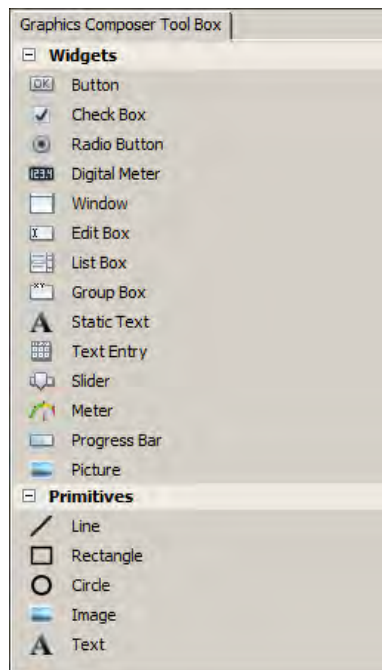 Graphics Composer Tool Box
Widgets
OK Button
Check Box
Radio Button
Digital Meter
Window
Edit Box
List Box
XY Group Box
A Static Text
Text Entry
Slider
Meter
Progress Bar
Picture
Primitives
Line
Rectangle
Circle
Image
A Text